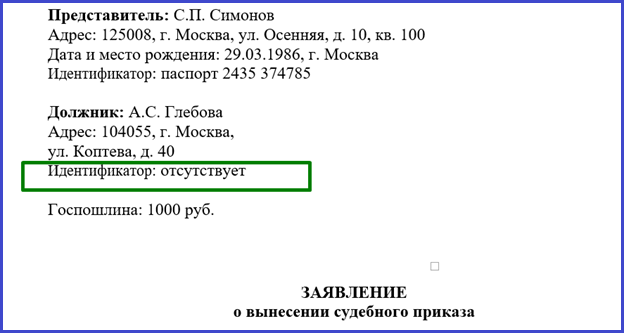 Представитель: С.П. Симонов
Адрес: 125008, г. Москва, ул. Осенняя, д. 10, кв. 100
Дата и место рождения: 29.03.1986, г. Москва
Идентификатор: паспорт 2435 374785
Должник: А.С. Глебова
Адрес: 104055, г. Москва,
ул. Коптева, д. 40
Идентификатор: отсутствует
Госпошлина: 1000 руб.
ЗАЯВЛЕНИЕ
о вынесении судебного приказа